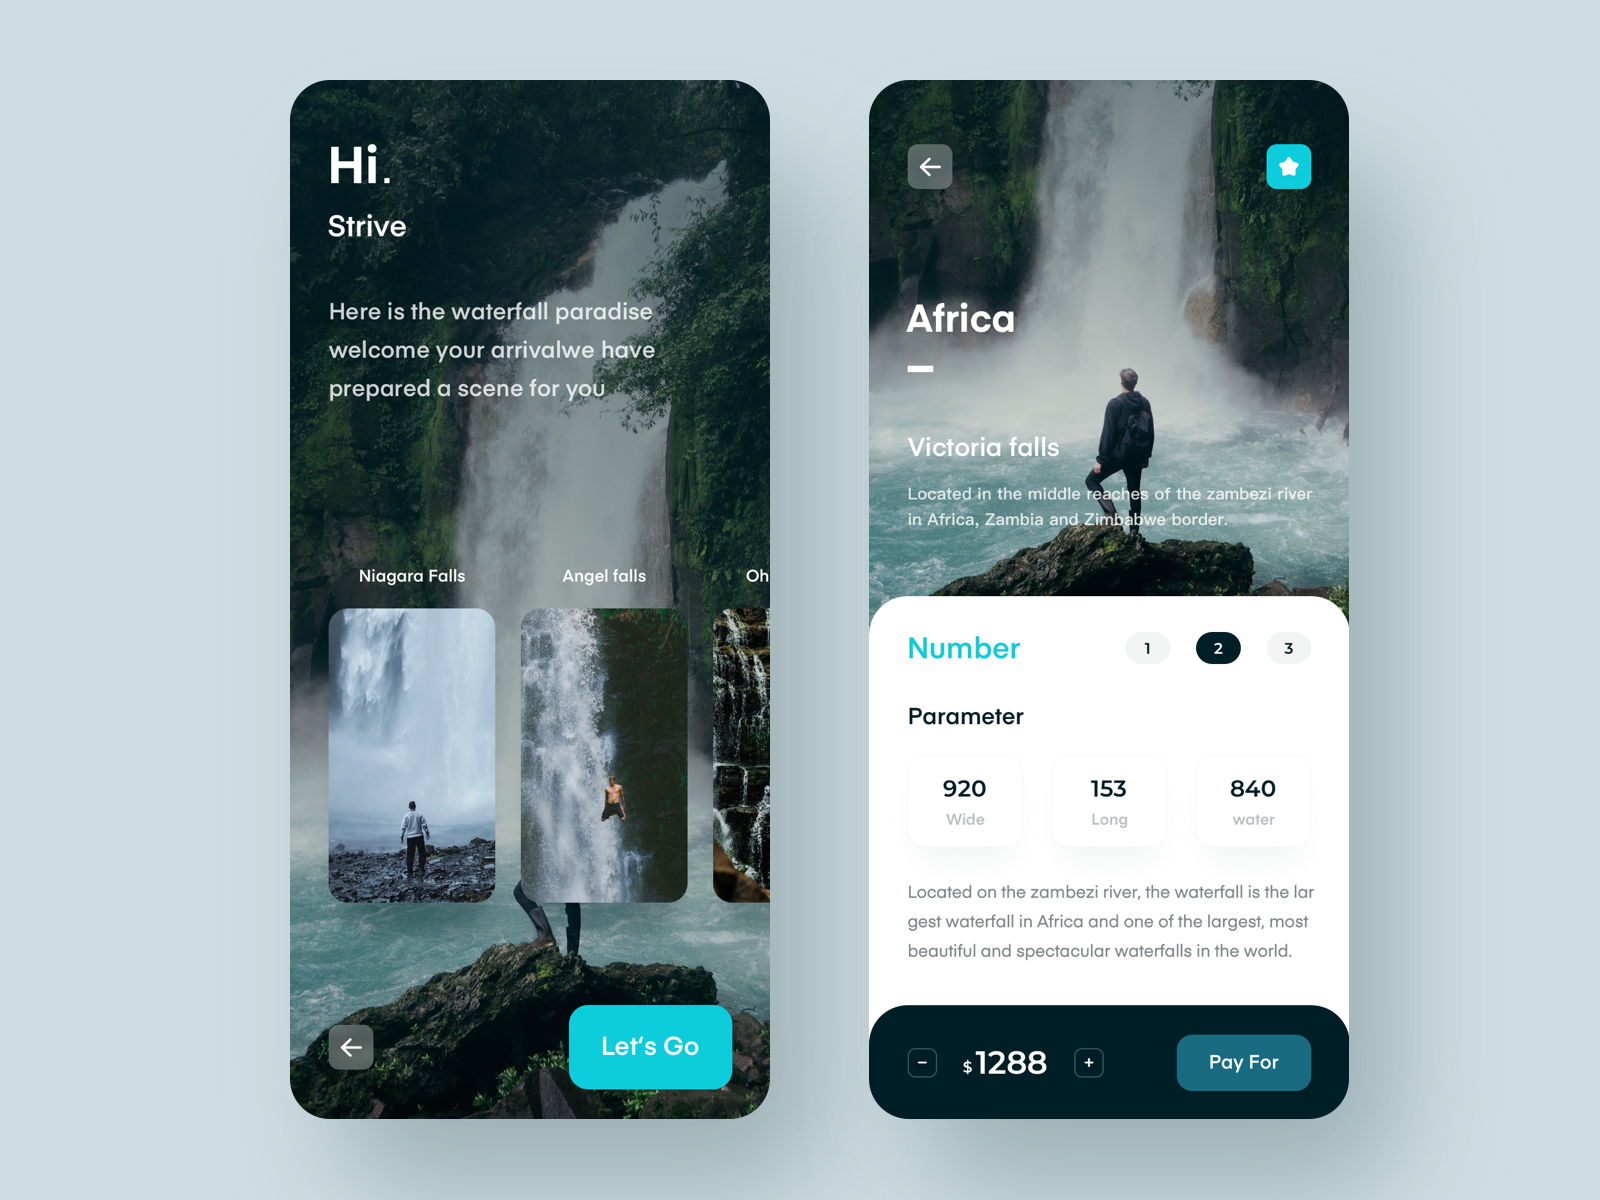 Hi.
Strive
Here is the waterfall paradise
welcome your arrivalwe have
prepared a scene for you
Niagara Falls
Angel falls
Oh
Let's Go
Africa
Victoria falls
Located in the middle reaches of the zambezi river
in Africa, Zambia and Zimbabwe border.
Number
1
2
3
Parameter
920
Wide
153
Long
840
water
Located on the zambezi river, the waterfall is the lar
gest waterfall in Africa and one of the largest, most
beautiful and spectacular waterfalls in the world.
− $1288 +
Pay For